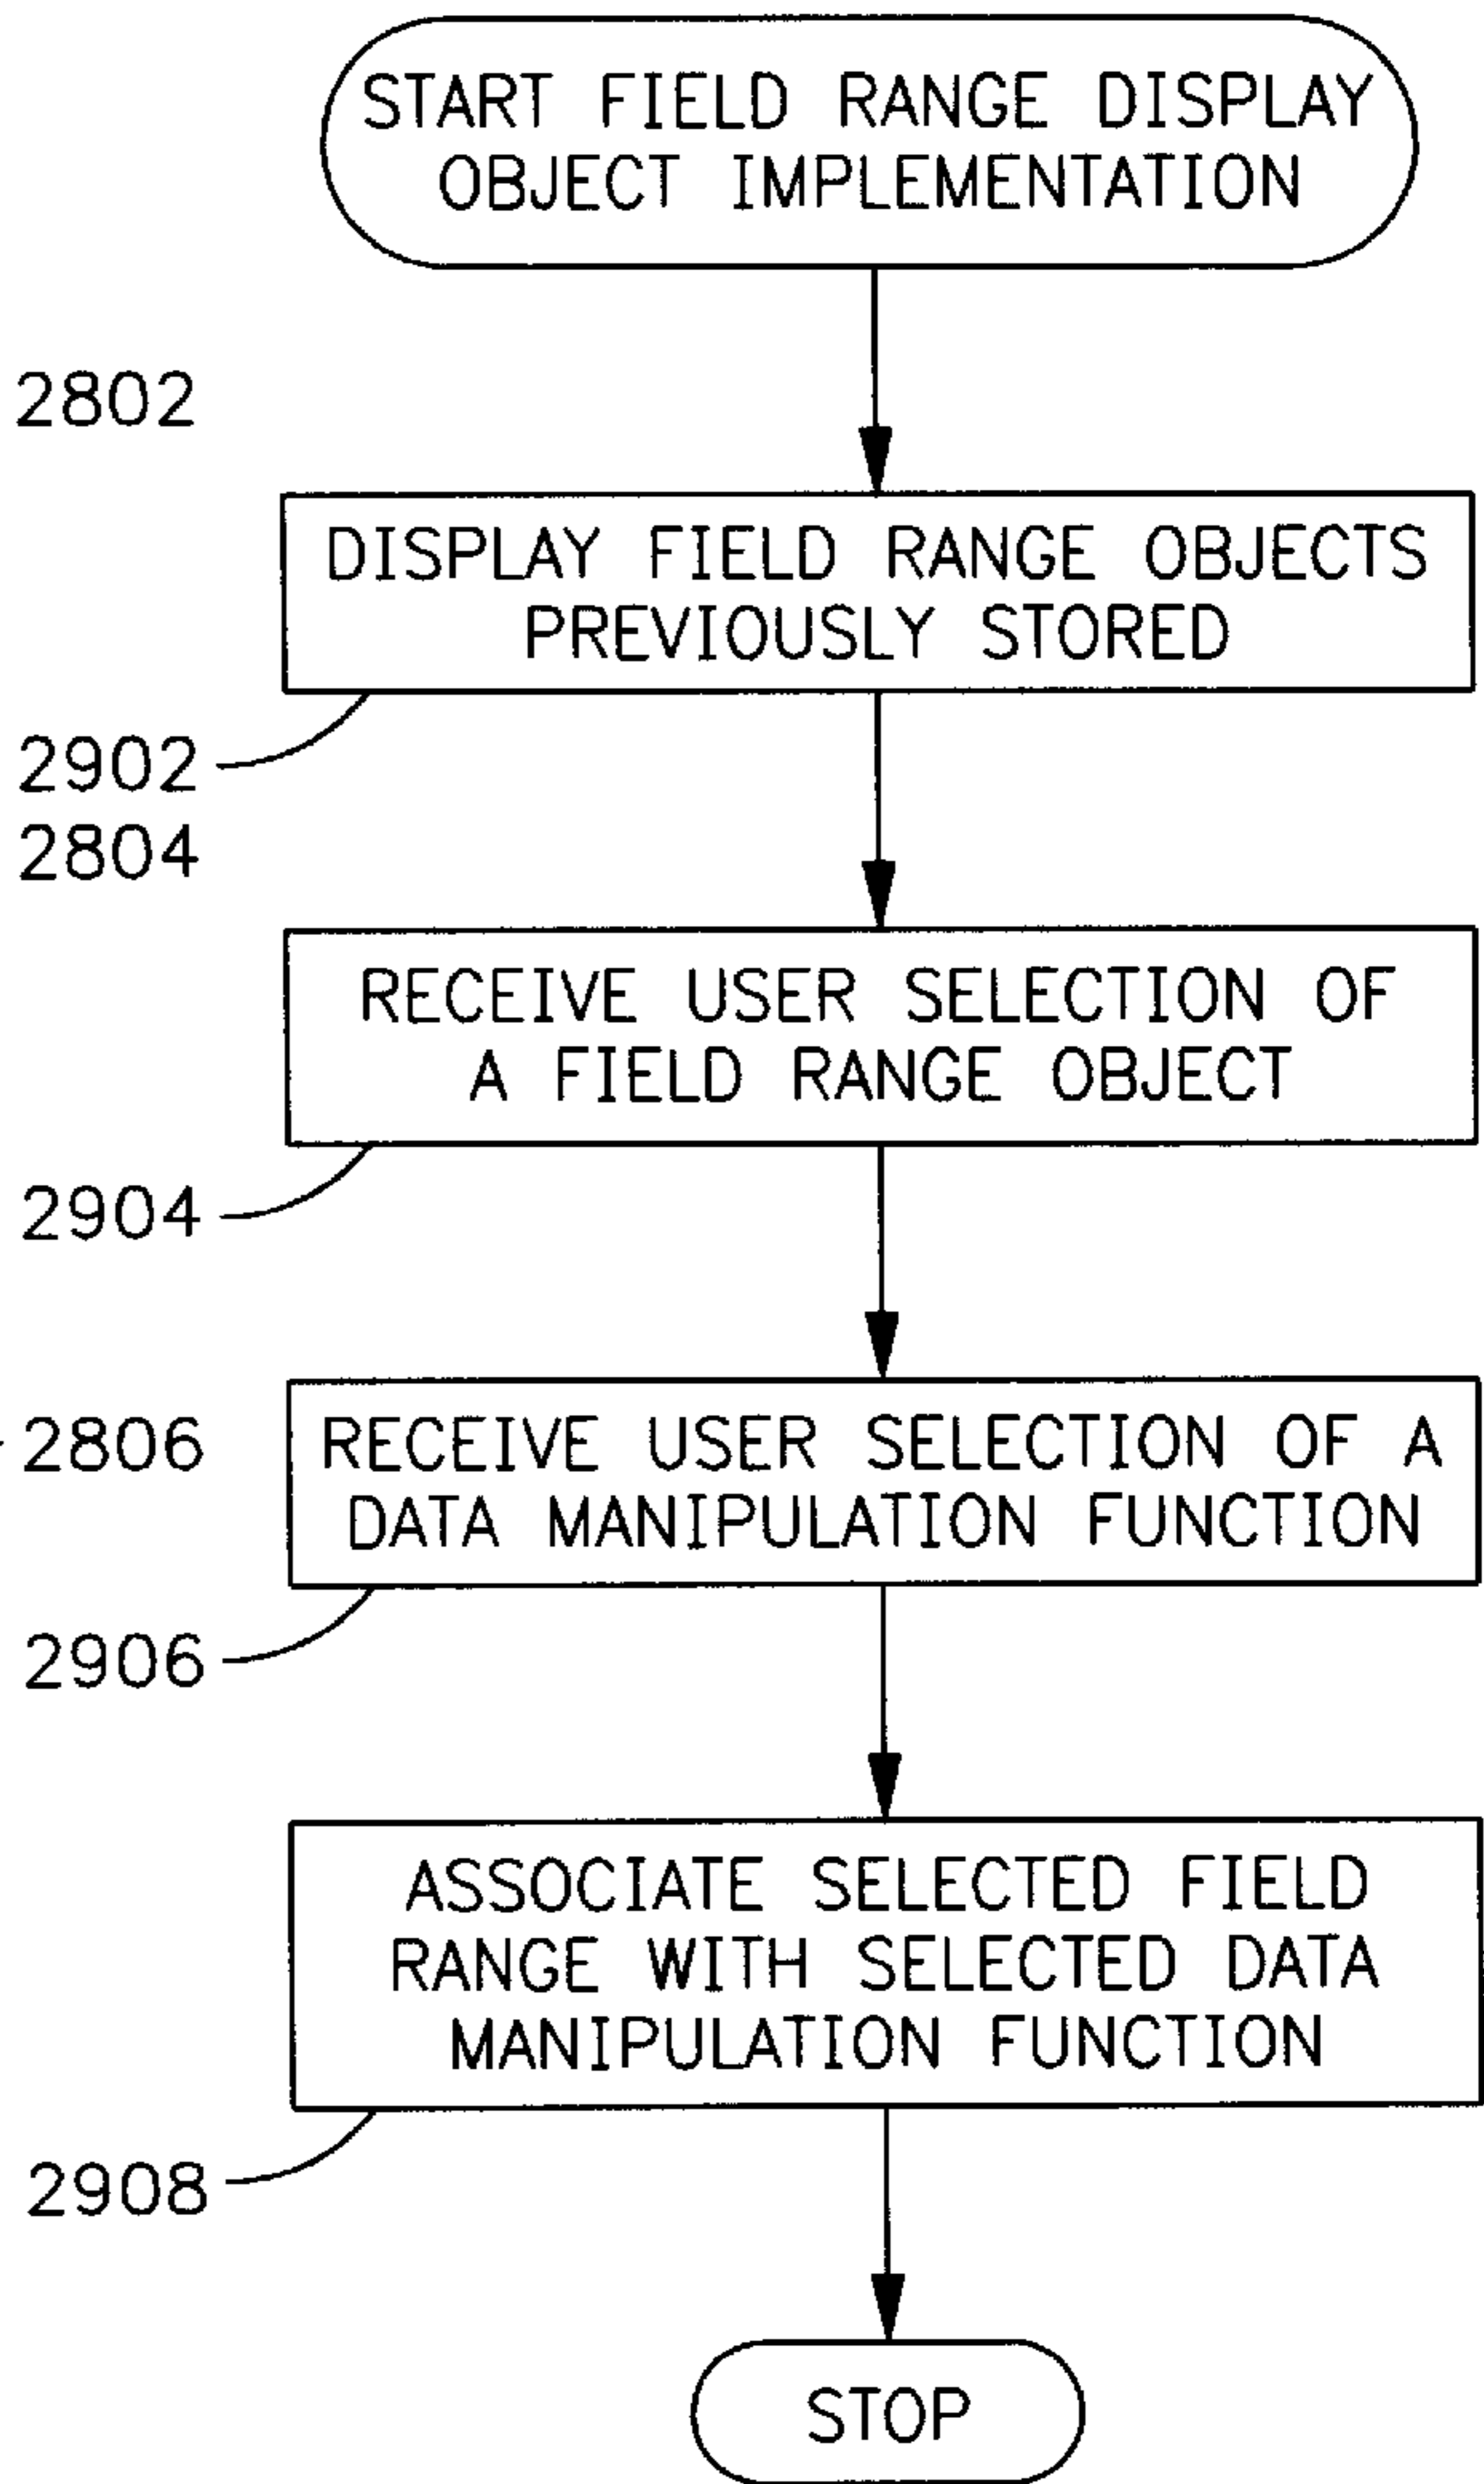 START FIELD RANGE DISPLAY
OBJECT IMPLEMENTATION
2802
DISPLAY FIELD RANGE OBJECTS
PREVIOUSLY STORED
2902
2804
RECEIVE USER SELECTION OF
A FIELD RANGE OBJECT
2904
2806
RECEIVE USER SELECTION OF A
DATA MANIPULATION FUNCTION
2906
ASSOCIATE SELECTED FIELD
RANGE WITH SELECTED DATA
MANIPULATION FUNCTION
2908
STOP